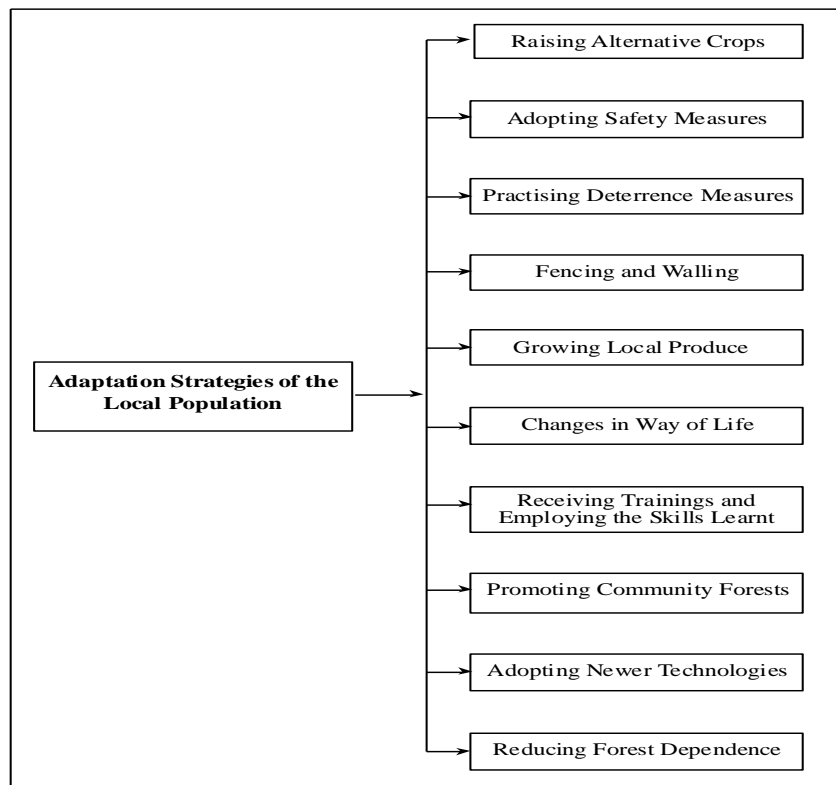 Raising Alternative Crops
Adopting Safety Measures
Practising Deterrence Measures
Fencing and Walling
Growing Local Produce
Adaptation Strategies of the
Local Population
Changes in Way of Life
Receiving Trainings and
Employing the Skills Learnt
Promoting Community Forests
Adopting Newer Technologies
Reducing Forest Dependence